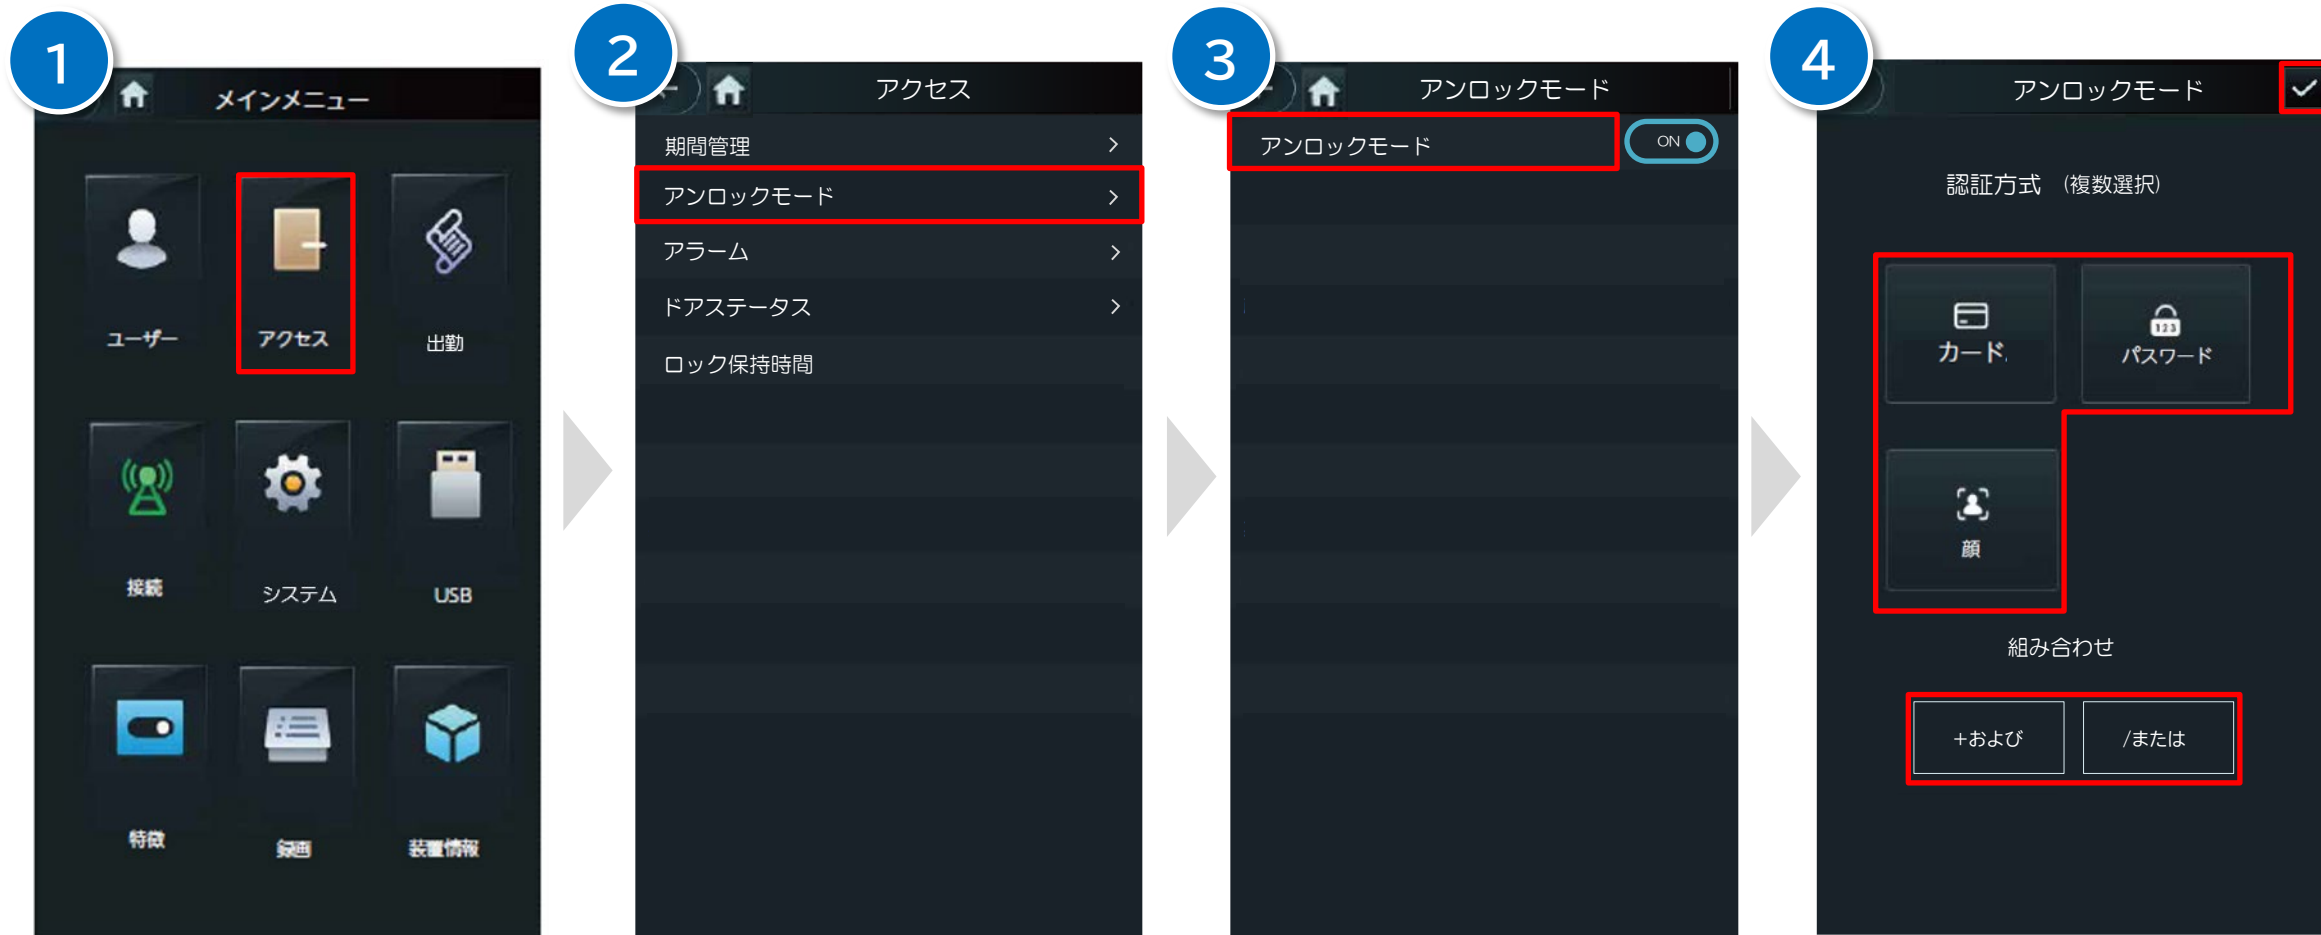 1
メインメニュー
ユーザー
アクセス
出勤
接続
システム
USB
特徴
録画
装置情報
2
アクセス
期間管理
アンロックモード
アラーム
ドアステータス
ロック保持時間
3
アンロックモード
アンロックモード
ON
4
アンロックモード
認証方式 (複数選択)
カード
123
パスワード
顔
組み合わせ
+および
/または